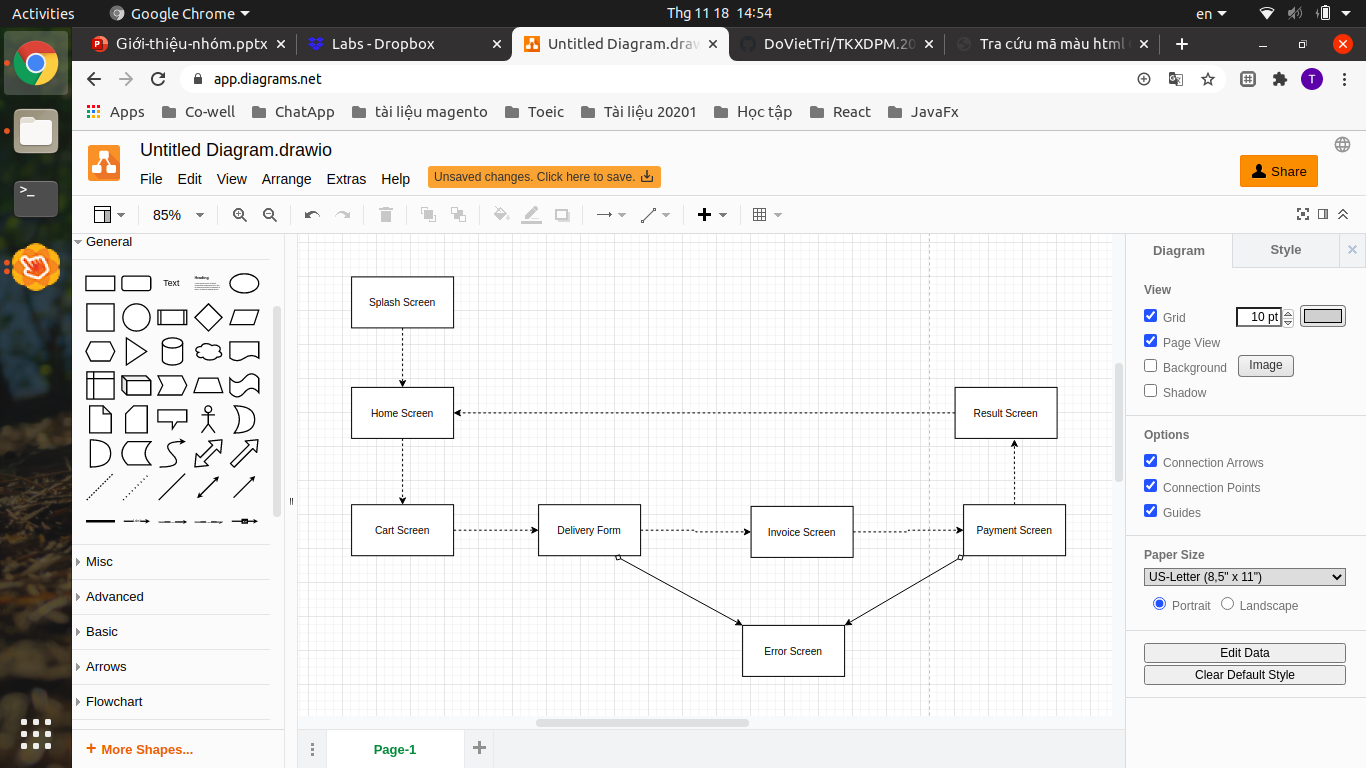 Activities
Google Chrome
Thg 11 18 14:54
en
Giới-thiệu-nhóm.pptx
Labs - Dropbox
Untitled Diagram.draw
DoVietTri/TKXDPM.20
Tra cứu mã màu html
app.diagrams.net
T
Apps
Co-well
ChatApp
tài liệu magento
Toeic
Tài liệu 20201
Học tập
React
JavaFx
Untitled Diagram.drawio
File Edit View Arrange Extras Help
Unsaved changes. Click here to save.
Share
85%
General
Text
Heading
Misc
Advanced
Basic
Arrows
Flowchart
+ More Shapes...
Splash Screen
Home Screen
Result Screen
Cart Screen
Delivery Form
Invoice Screen
Payment Screen
Error Screen
Page-1
Diagram
Style
View
Grid
10 pt
Page View
Background
Image
Shadow
Options
Connection Arrows
Connection Points
Guides
Paper Size
US-Letter (8,5" x 11")
Portrait
Landscape
Edit Data
Clear Default Style